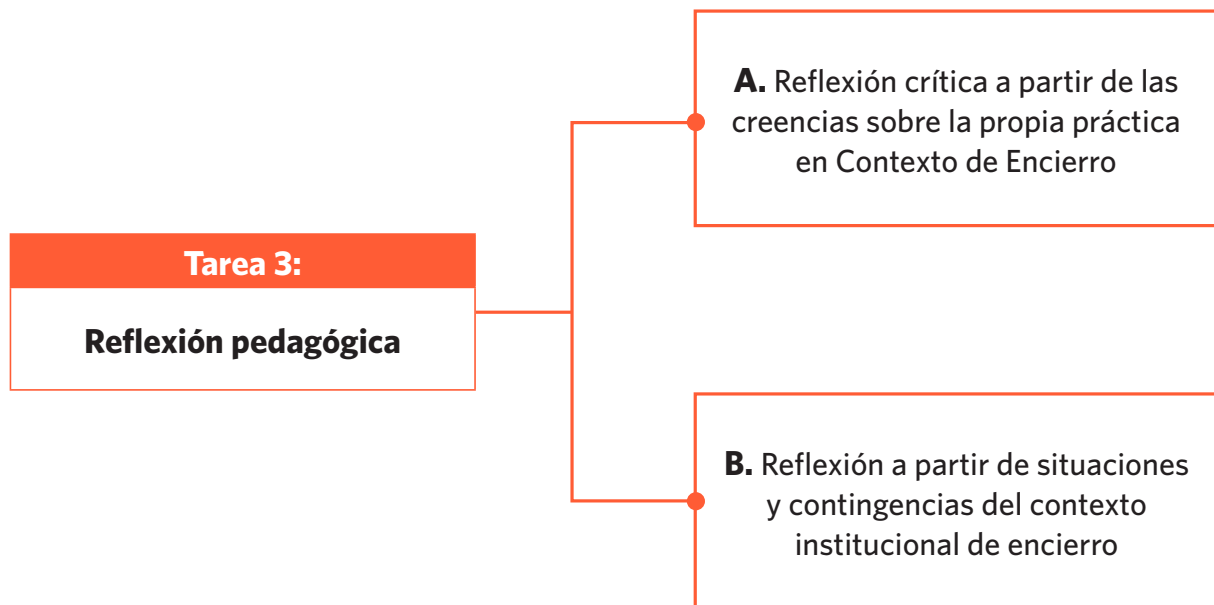 A. Reflexión crítica a partir de las
creencias sobre la propia práctica
en Contexto de Encierro
Tarea 3:
Reflexión pedagógica
B. Reflexión a partir de situaciones
y contingencias del contexto
institucional de encierro